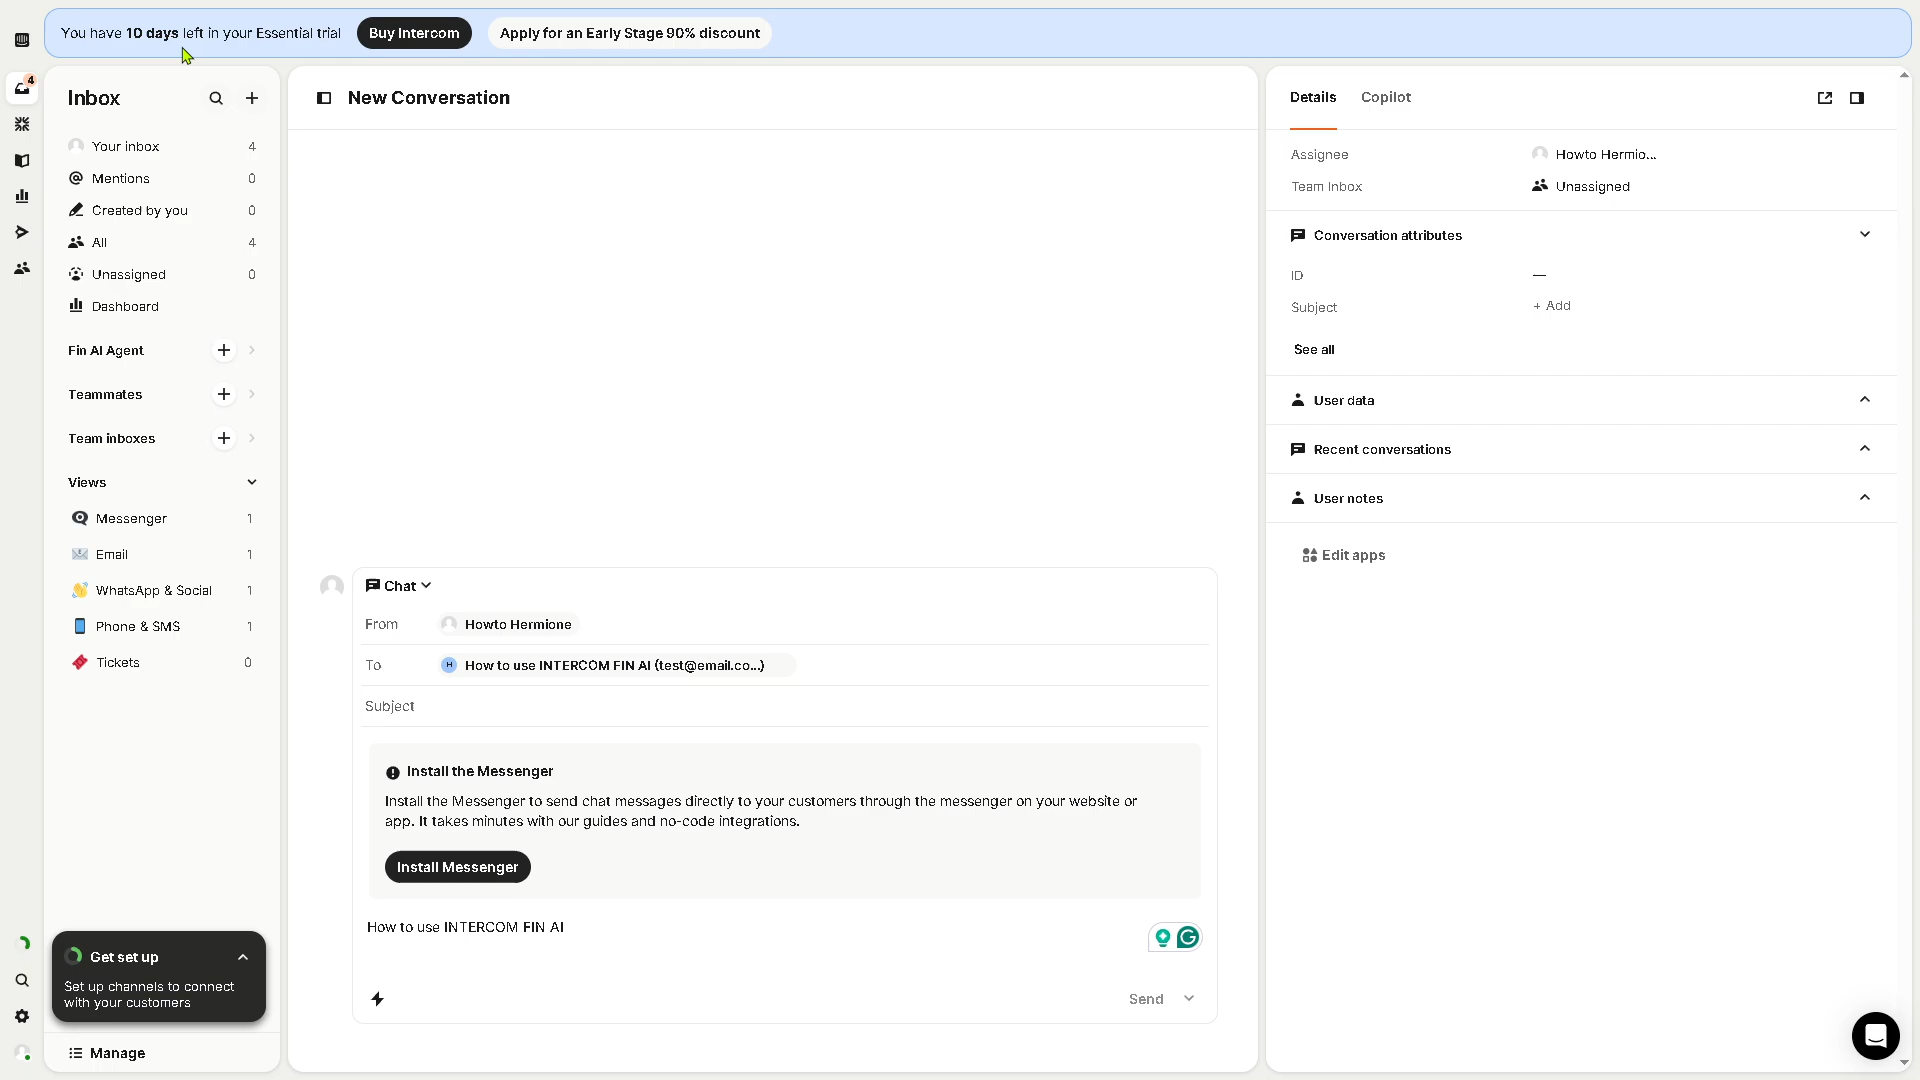 You have 10 days left in your Essential trial
Buy Intercom
Apply for an Early Stage 90% discount
4
Inbox
Your inbox 4
Mentions 0
Created by you 0
All 4
Unassigned 0
Dashboard
Fin AI Agent
Teammates
Team inboxes
Views
Messenger 1
Email 1
WhatsApp & Social 1
Phone & SMS 1
Tickets 0
Get set up
Set up channels to connect
with your customers
Manage
New Conversation
Chat
From Howto Hermione
To H How to use INTERCOM FIN AI (test@email.co...)
Subject
Install the Messenger
Install the Messenger to send chat messages directly to your customers through the messenger on your website or
app. It takes minutes with our guides and no-code integrations.
Install Messenger
How to use INTERCOM FIN AI
Send
Details Copilot
Assignee Howto Hermio...
Team Inbox Unassigned
Conversation attributes
ID —
Subject + Add
See all
User data
Recent conversations
User notes
Edit apps